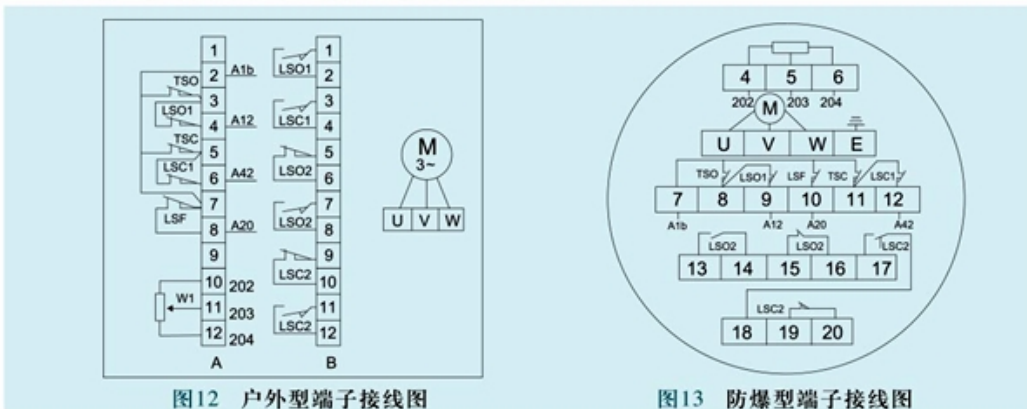 1
2
3
4
5
6
7
8
9
10
11
12
A
TSO
LSO1
TSC
LSC1
LSF
W1
A1b
A12
A42
A20
202
203
204
1
2
3
4
5
6
7
8
9
10
11
12
B
LSO1
LSC1
LSO2
LSO2
LSC2
LSC2
M
3~
U V W
图12 户外型端子接线图
4 5 6
202 203 204
M
U V W E
TSO LSO1 LSF TSC LSC1
7 8 9 10 11 12
A1b A12 A20 A42
LSO2 LSO2 LSC2
13 14 15 16 17
LSC2
18 19 20
图13 防爆型端子接线图